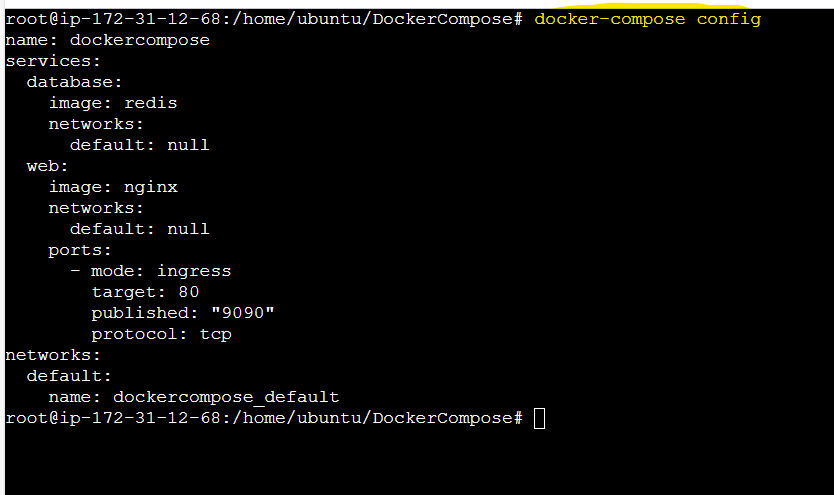 root@ip-172-31-12-68:/home/ubuntu/DockerCompose# docker-compose config
name: dockercompose
services:
  database:
    image: redis
    networks:
      default: null
  web:
    image: nginx
    networks:
      default: null
    ports:
      - mode: ingress
        target: 80
        published: "9090"
        protocol: tcp
networks:
  default:
    name: dockercompose_default
root@ip-172-31-12-68:/home/ubuntu/DockerCompose#